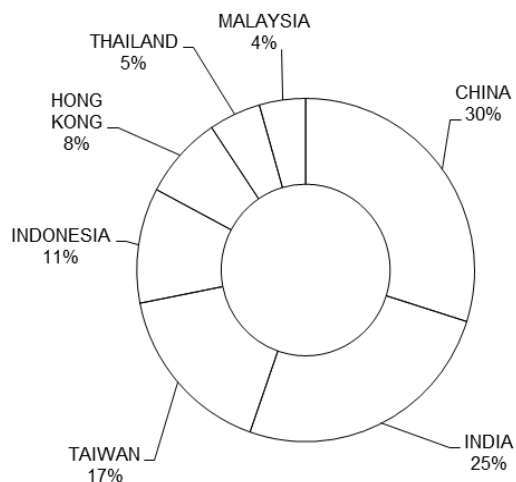 MALAYSIA
4%
CHINA
30%
INDIA
25%
TAIWAN
17%
INDONESIA
11%
HONG
KONG
8%
THAILAND
5%